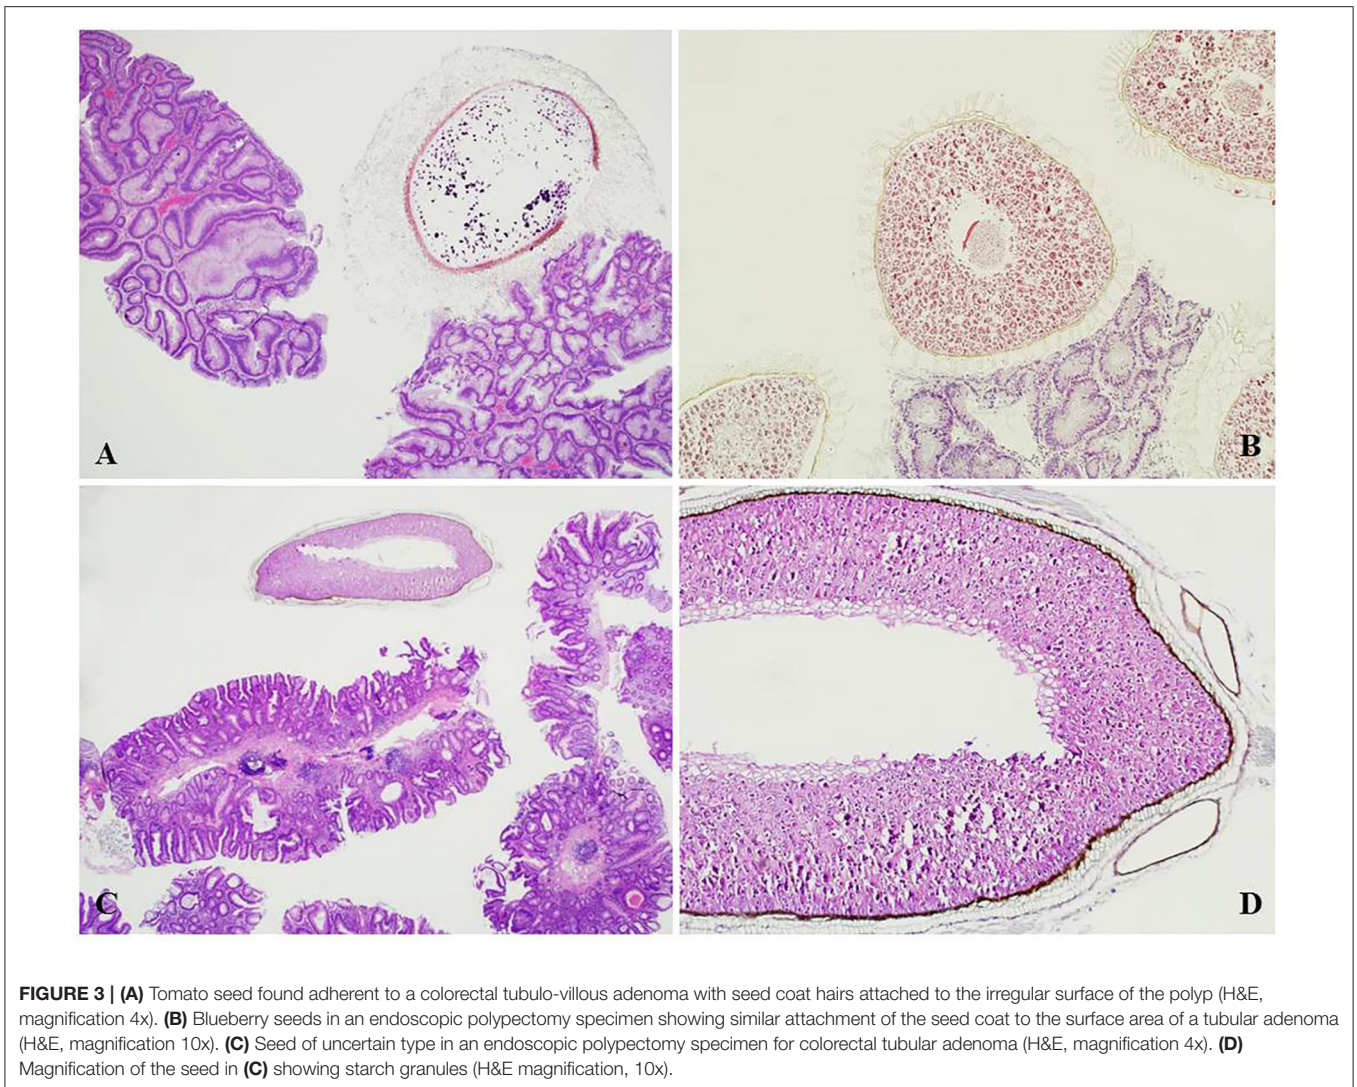 A
B
C
D
FIGURE 3 | (A) Tomato seed found adherent to a colorectal tubulo-villous adenoma with seed coat hairs attached to the irregular surface of the polyp (H&E,
magnification 4x). (B) Blueberry seeds in an endoscopic polypectomy specimen showing similar attachment of the seed coat to the surface area of a tubular adenoma
(H&E, magnification 10x). (C) Seed of uncertain type in an endoscopic polypectomy specimen for colorectal tubular adenoma (H&E, magnification 4x). (D)
Magnification of the seed in (C) showing starch granules (H&E magnification, 10x).